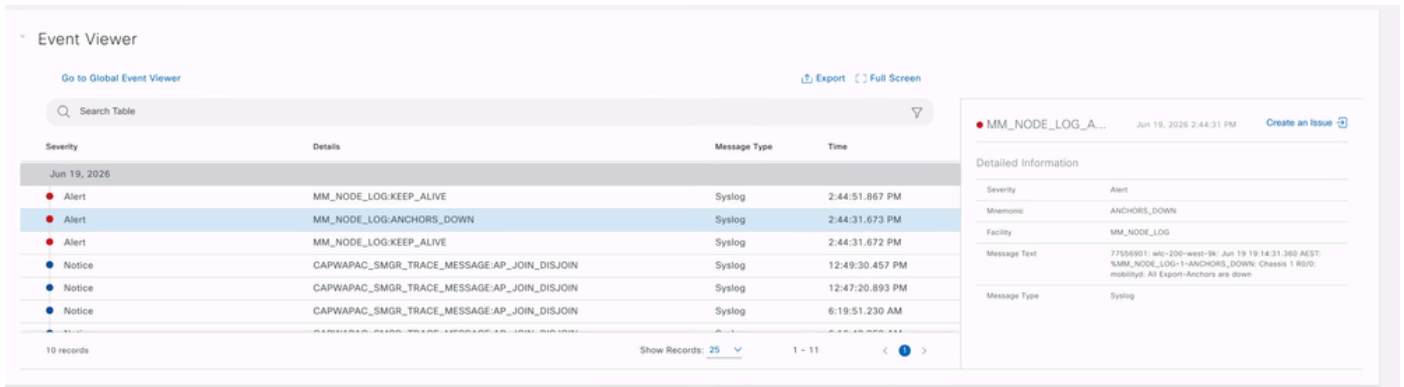 Event Viewer
Go to Global Event Viewer
Export
Full Screen
Search Table
Severity Details Message Type Time
Jun 19, 2026
Alert MM_NODE_LOG:KEEP_ALIVE Syslog 2:44:51.867 PM
Alert MM_NODE_LOG:ANCHORS_DOWN Syslog 2:44:31.673 PM
Alert MM_NODE_LOG:KEEP_ALIVE Syslog 2:44:31.672 PM
Notice CAPWAPAC_SMGR_TRACE_MESSAGE:AP_JOIN_DISJOIN Syslog 12:49:30.457 PM
Notice CAPWAPAC_SMGR_TRACE_MESSAGE:AP_JOIN_DISJOIN Syslog 12:47:20.893 PM
Notice CAPWAPAC_SMGR_TRACE_MESSAGE:AP_JOIN_DISJOIN Syslog 6:19:51.230 AM
10 records Show Records: 25 1 - 11 1
MM_NODE_LOG_A... Jun 19, 2026 2:44:31 PM Create an Issue
Detailed Information
Severity Alert
Mnemonic ANCHORS_DOWN
Facility MM_NODE_LOG
Message Text 77556901: wlc-200-west-9k: Jun 19 19:14:31.360 AEST:
%MM_NODE_LOG-1-ANCHORS_DOWN: Chassis 1 R0/0:
mobilityd: All Export-Anchors are down
Message Type Syslog